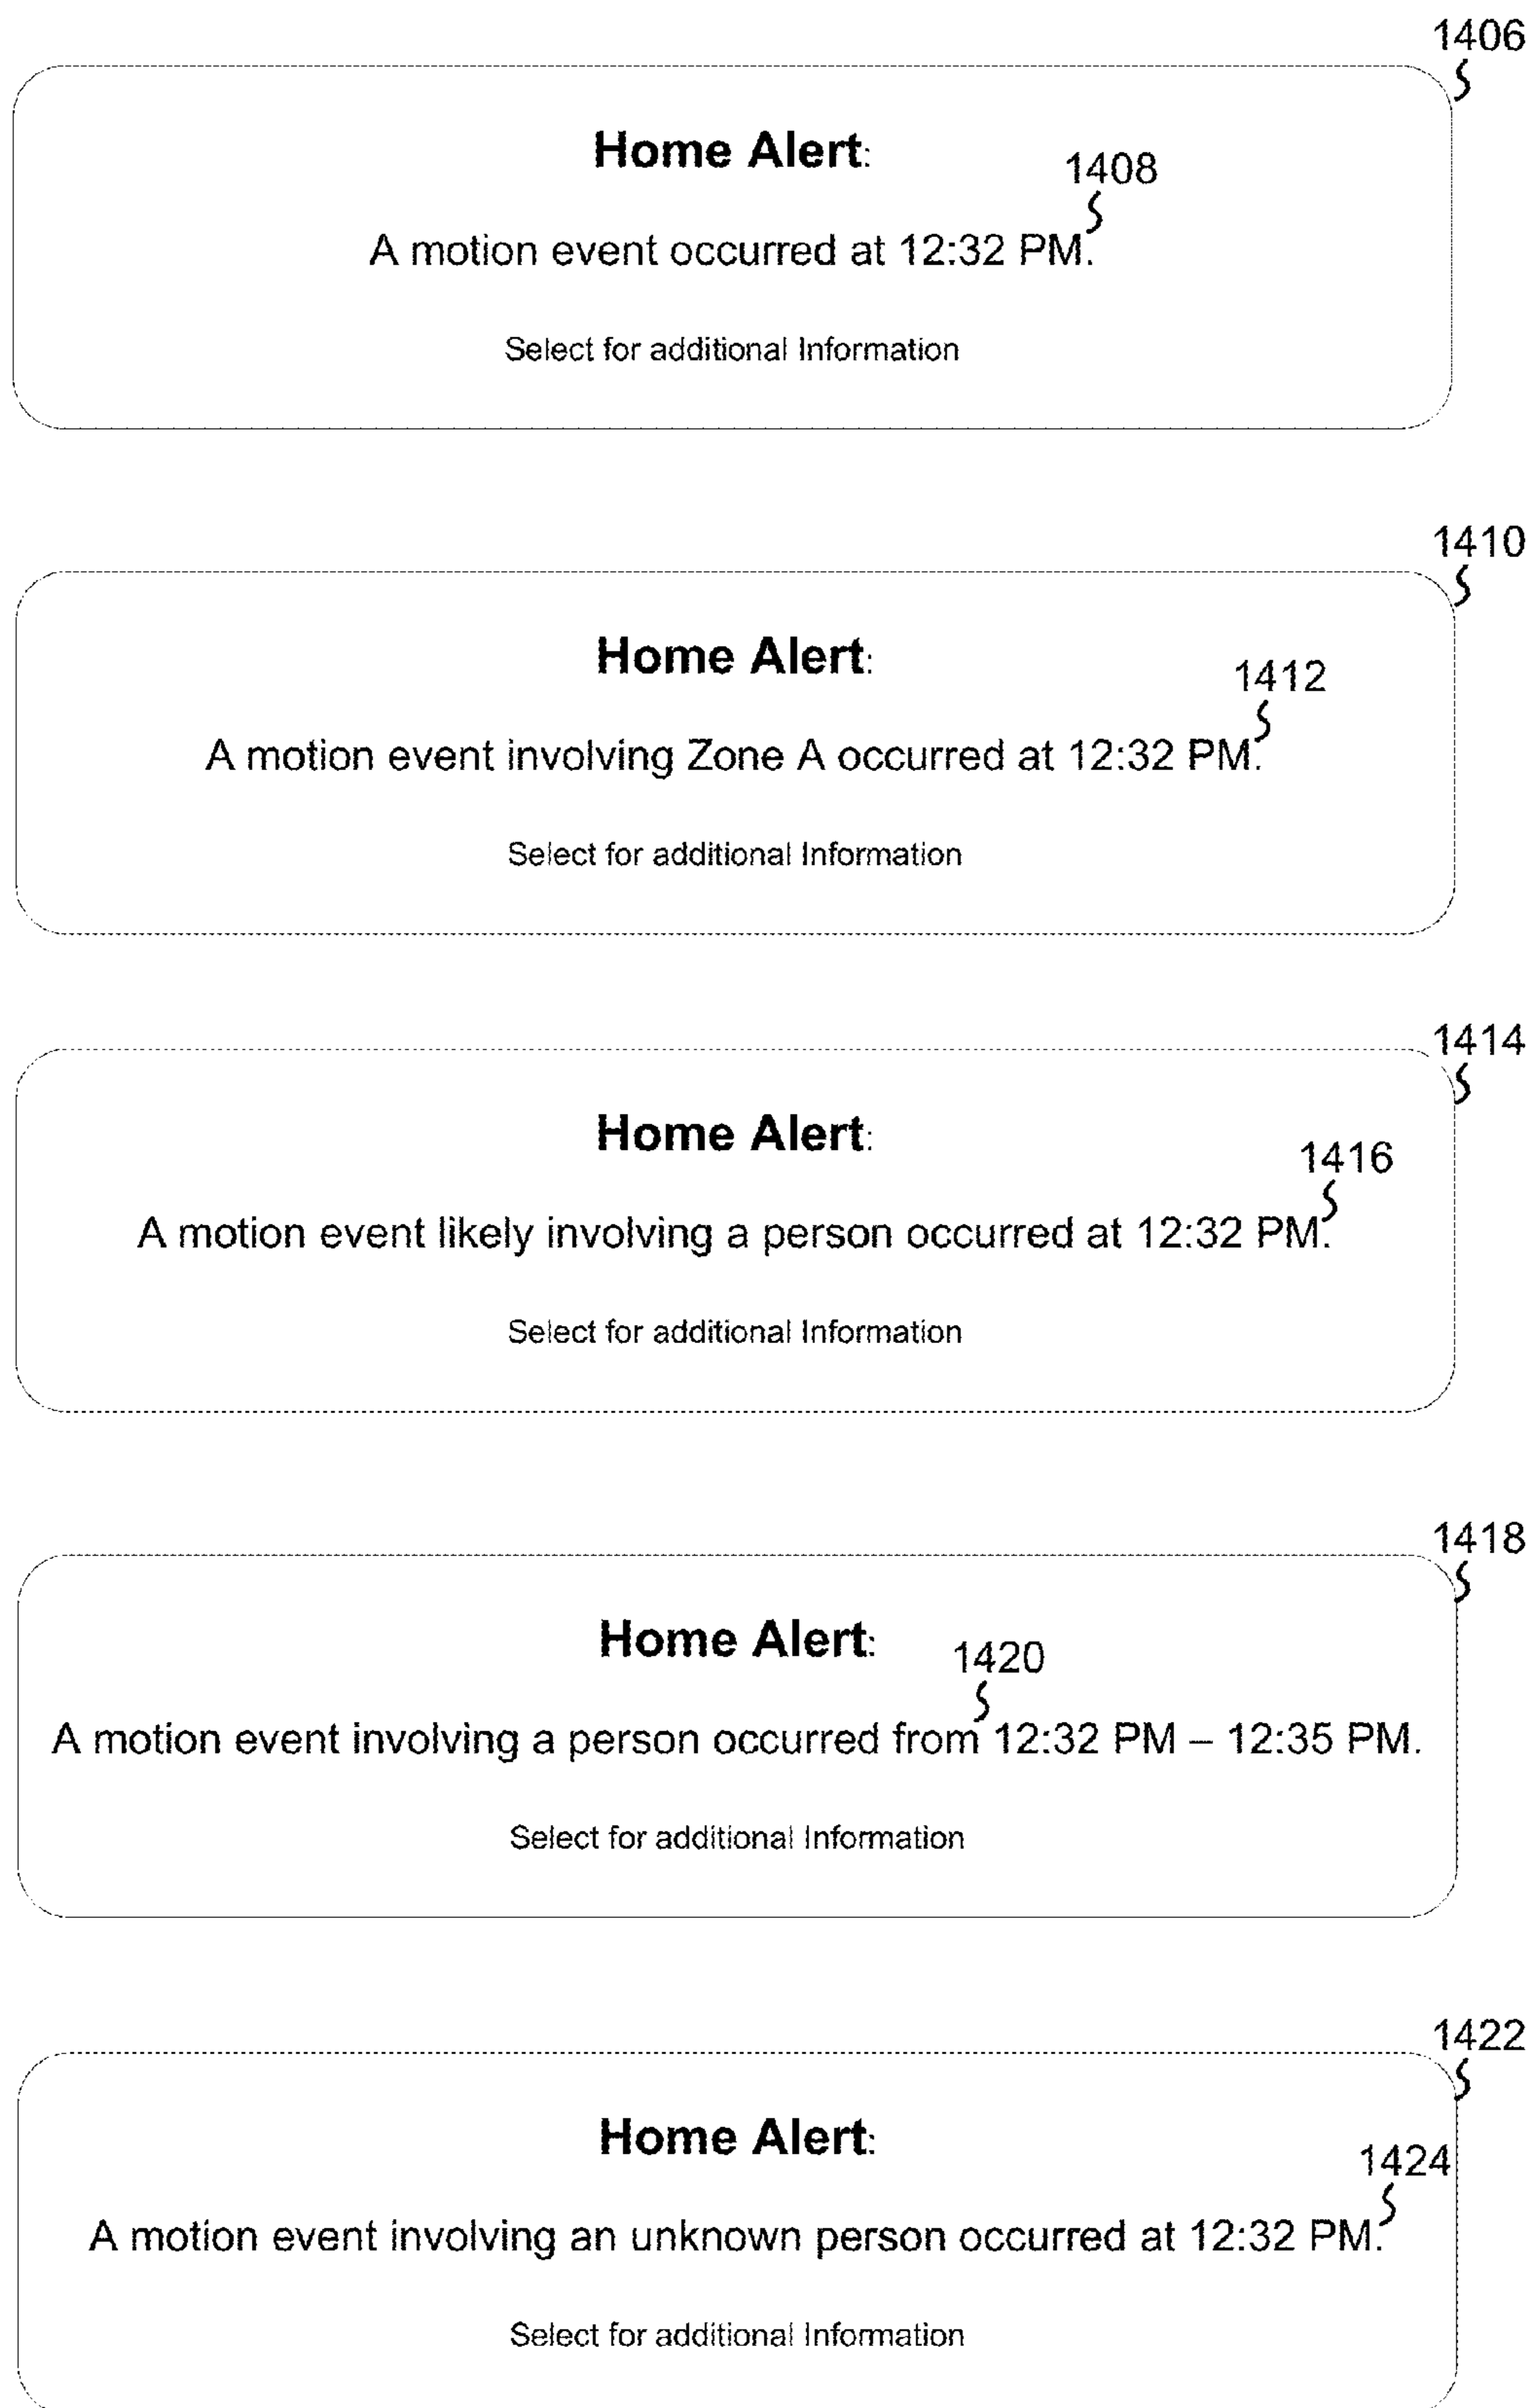 1406
Home Alert:
1408
A motion event occurred at 12:32 PM.
Select for additional Information
1410
Home Alert:
1412
A motion event involving Zone A occurred at 12:32 PM.
Select for additional Information
1414
Home Alert:
1416
A motion event likely involving a person occurred at 12:32 PM.
Select for additional Information
1418
Home Alert:
1420
A motion event involving a person occurred from 12:32 PM – 12:35 PM.
Select for additional Information
1422
Home Alert:
1424
A motion event involving an unknown person occurred at 12:32 PM.
Select for additional Information